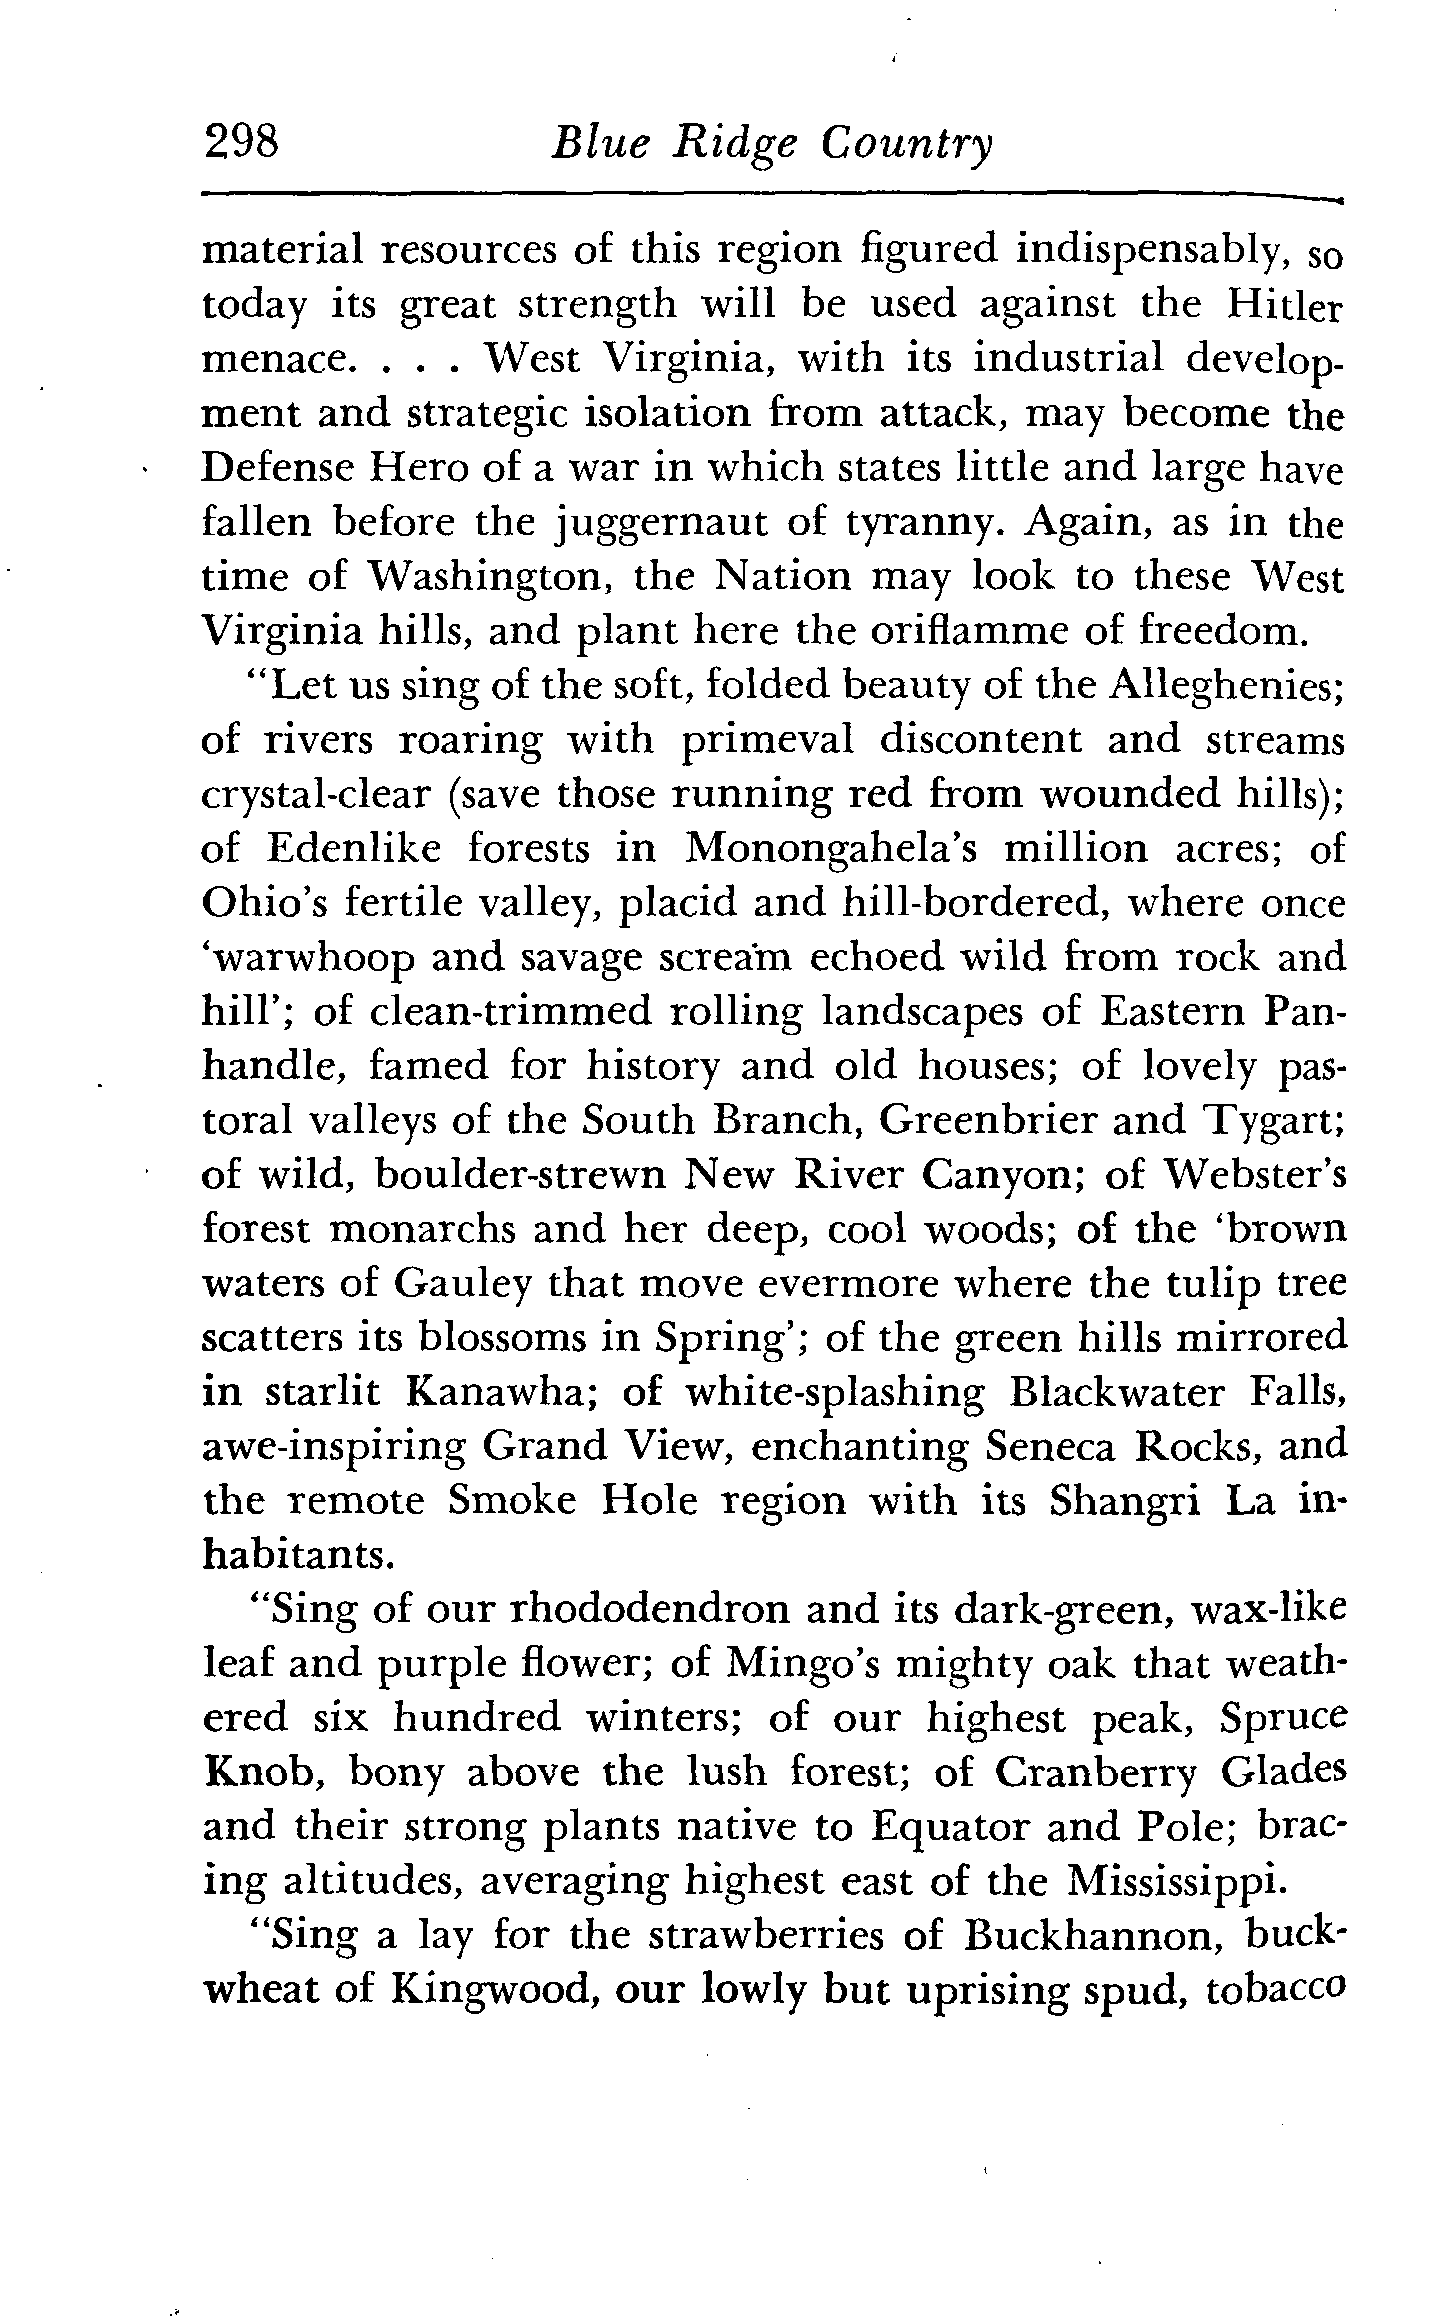 298 Blue Ridge Country
material resources of this region figured indispensably, so
today its great strength will be used against the Hitler
menace. . . . West Virginia, with its industrial develop-
ment and strategic isolation from attack, may become the
Defense Hero of a war in which states little and large have
fallen before the juggernaut of tyranny. Again, as in the
time of Washington, the Nation may look to these West
Virginia hills, and plant here the oriflamme of freedom.
“Let us sing of the soft, folded beauty of the Alleghenies;
of rivers roaring with primeval discontent and streams
crystal-clear (save those running red from wounded hills);
of Edenlike forests in Monongahela’s million acres; of
Ohio’s fertile valley, placid and hill-bordered, where once
‘warwhoop and savage scream echoed wild from rock and
hill’; of clean-trimmed rolling landscapes of Eastern Pan-
handle, famed for history and old houses; of lovely pas-
toral valleys of the South Branch, Greenbrier and Tygart;
of wild, boulder-strewn New River Canyon; of Webster’s
forest monarchs and her deep, cool woods; of the ‘brown
waters of Gauley that move evermore where the tulip tree
scatters its blossoms in Spring’; of the green hills mirrored
in starlit Kanawha; of white-splashing Blackwater Falls,
awe-inspiring Grand View, enchanting Seneca Rocks, and
the remote Smoke Hole region with its Shangri La in-
habitants.
“Sing of our rhododendron and its dark-green, wax-like
leaf and purple flower; of Mingo’s mighty oak that weath-
ered six hundred winters; of our highest peak, Spruce
Knob, bony above the lush forest; of Cranberry Glades
and their strong plants native to Equator and Pole; brac-
ing altitudes, averaging highest east of the Mississippi.
“Sing a lay for the strawberries of Buckhannon, buck-
wheat of Kingwood, our lowly but uprising spud, tobacco